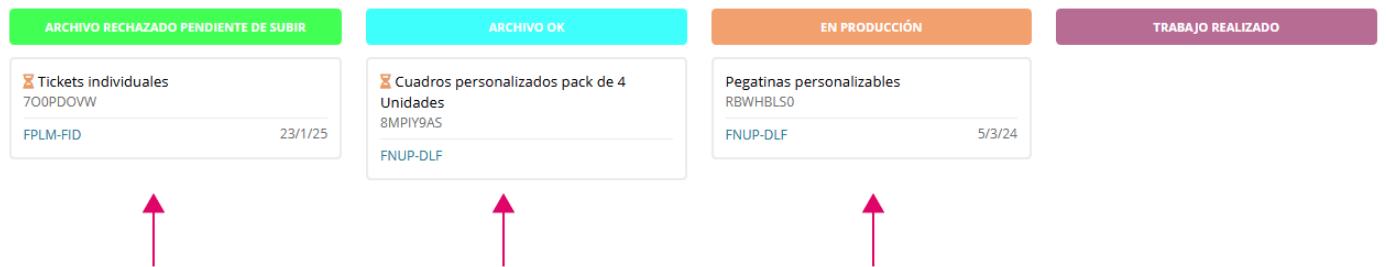 ARCHIVO RECHAZADO PENDIENTE DE SUBIR
Tickets individuales
7O0PDOVW
FPLM-FID 23/1/25
ARCHIVO OK
Cuadros personalizados pack de 4
Unidades
8MPIY9AS
FNUP-DLF
EN PRODUCCIÓN
Pegatinas personalizables
RBWHBLS0
FNUP-DLF 5/3/24
TRABAJO REALIZADO